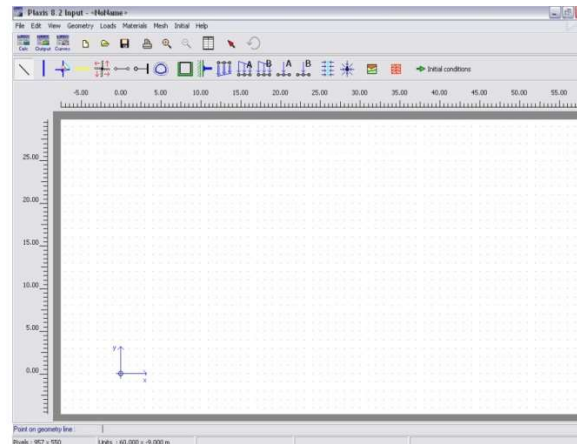 Plaxis 8.2 Input - <NoName>
File Edit View Geometry Loads Materials Mesh Initial Help
Calc Output Curves
A B A B Initial conditions
-5.00 0.00 5.00 10.00 15.00 20.00 25.00 30.00 35.00 40.00 45.00 50.00 55.00
25.00
20.00
15.00
10.00
5.00
y
0.00
x
Point on geometry line :
Pixels : 957 x 550 Units : 60.000 x -9.000 m